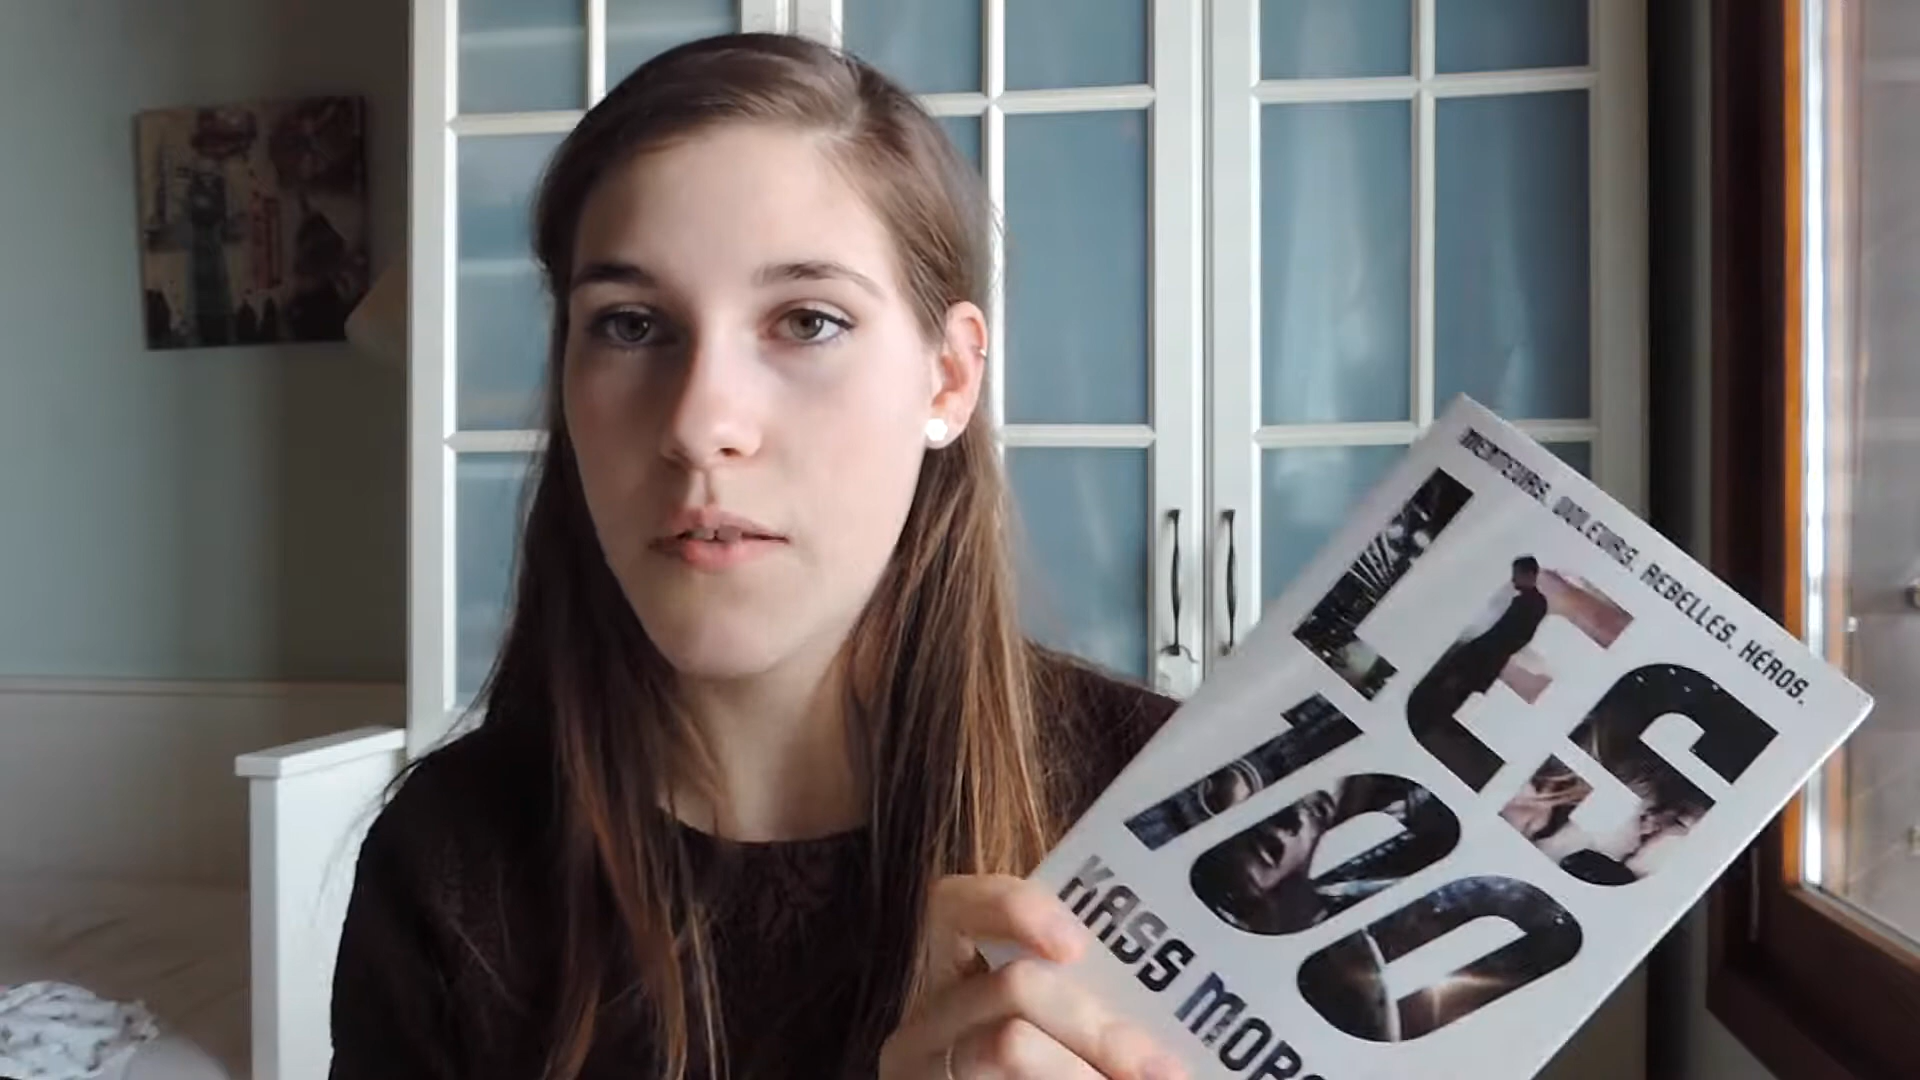 MENTEURS. VOLEURS. REBELLES. HÉROS.
LES
100
KASS